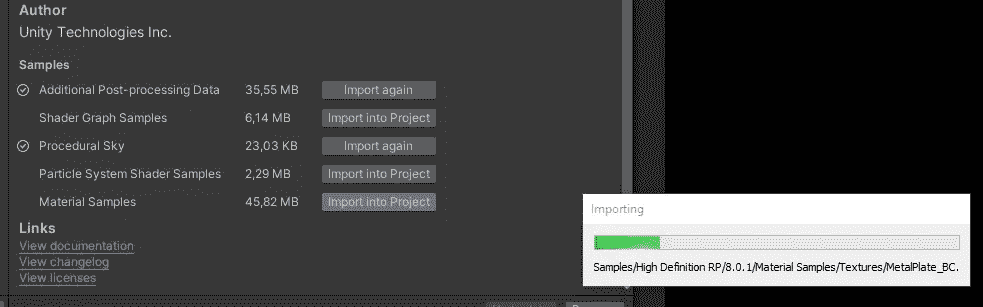 Author
Unity Technologies Inc.
Samples
Additional Post-processing Data 35,55 MB Import again
Shader Graph Samples 6,14 MB Import into Project
Procedural Sky 23,03 KB Import again
Particle System Shader Samples 2,29 MB Import into Project
Material Samples 45,82 MB Import into Project
Importing
Samples/High Definition RP/8.0.1/Material Samples/Textures/MetalPlate_BC.
Links
View documentation
View changelog
View licenses